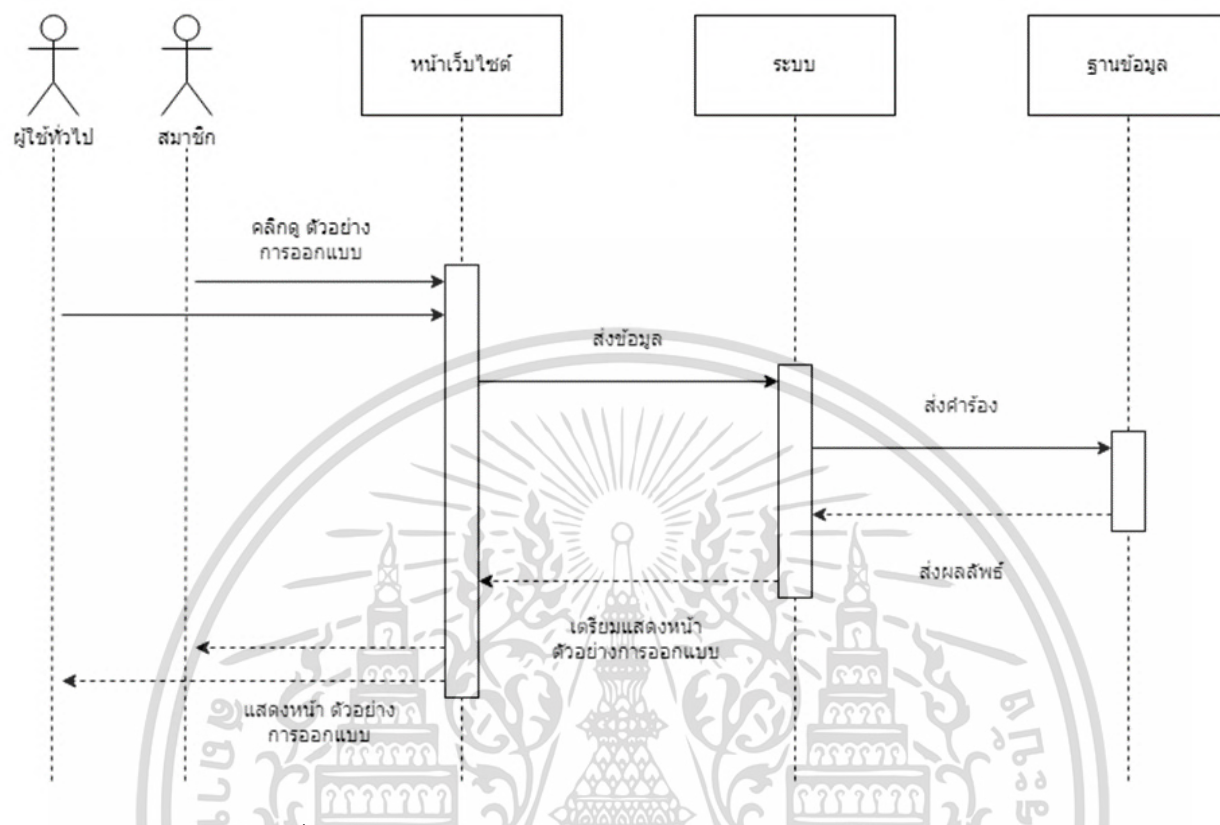 หน้าเว็บไซต์
ระบบ
ฐานข้อมูล
ผู้ใช้ทั่วไป
สมาชิก
คลิกดู ตัวอย่าง
การออกแบบ
ส่งข้อมูล
ส่งคำร้อง
ส่งผลลัพธ์
เตรียมแสดงหน้า
ตัวอย่างการออกแบบ
แสดงหน้า ตัวอย่าง
การออกแบบ